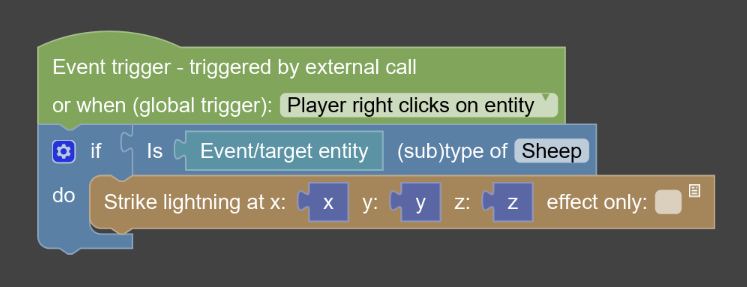 Event trigger - triggered by external call
or when (global trigger): Player right clicks on entity
if Is Event/target entity (sub)type of Sheep
do Strike lightning at x: x y: y z: z effect only: